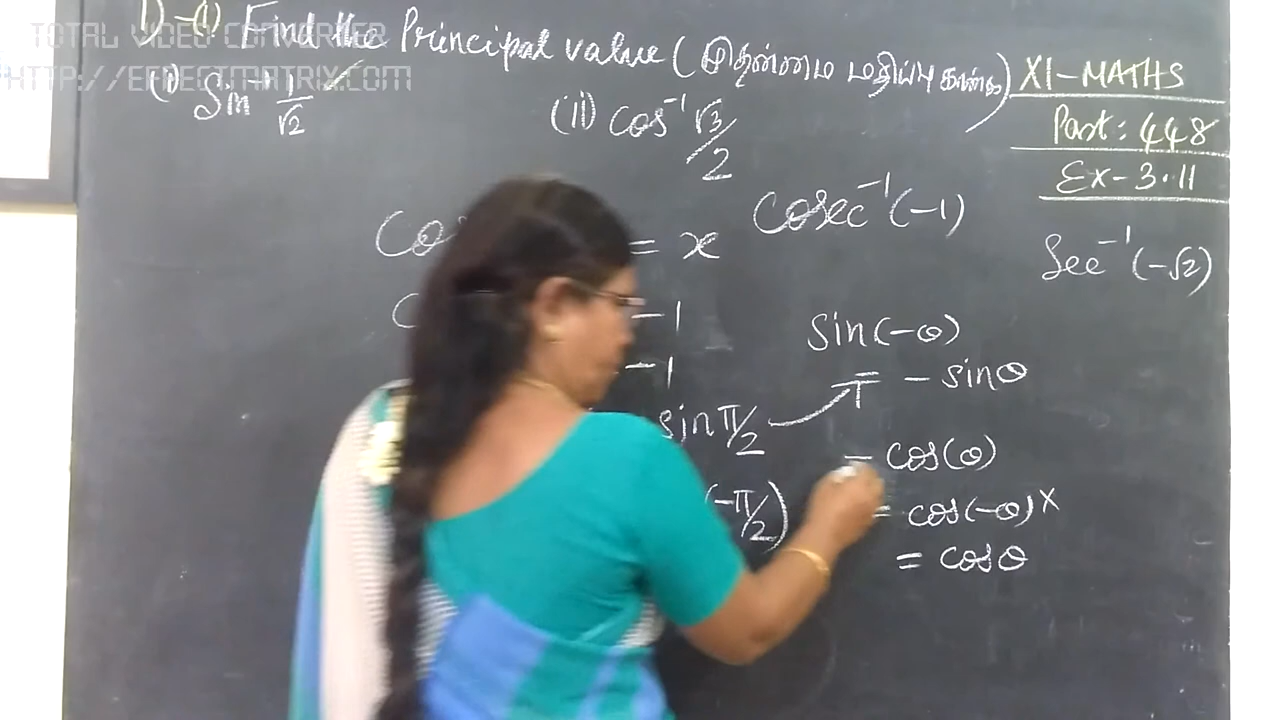 TOTAL VIDEO CONVERTER
HTTP://EFFECTMATRIX.COM
1) -(1) Find the Principal value ( முதன்மை மதிப்பு காண்க)
XI-MATHS
Part: 448
Ex-3.11
(i) Sin⁻¹ 1/√2
(ii) cos⁻¹ √3/2
cosec⁻¹(-1)
Sec⁻¹(-√2)
= x
-1
-1
sin π/2
(-π/2)
Sin(-θ)
= - sinθ
- cos(θ)
= cos(-θ) x
= cosθ